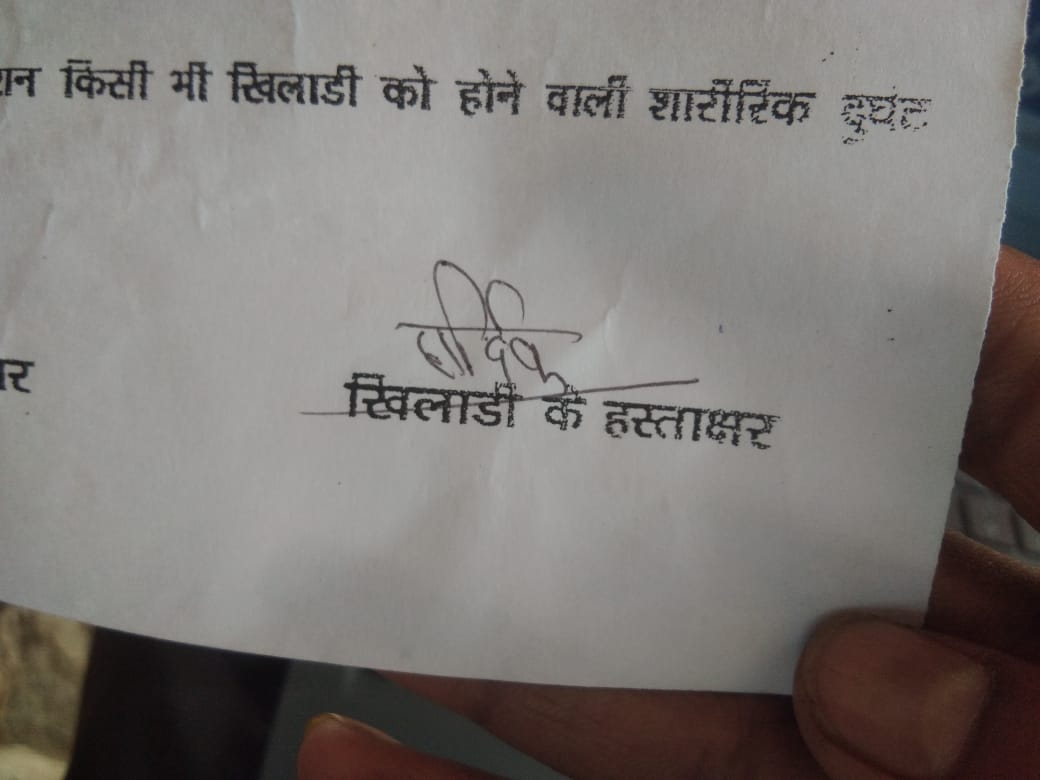 किसी भी खिलाडी को होने वाली शारीरिक
खिलाडी के हस्ताक्षर